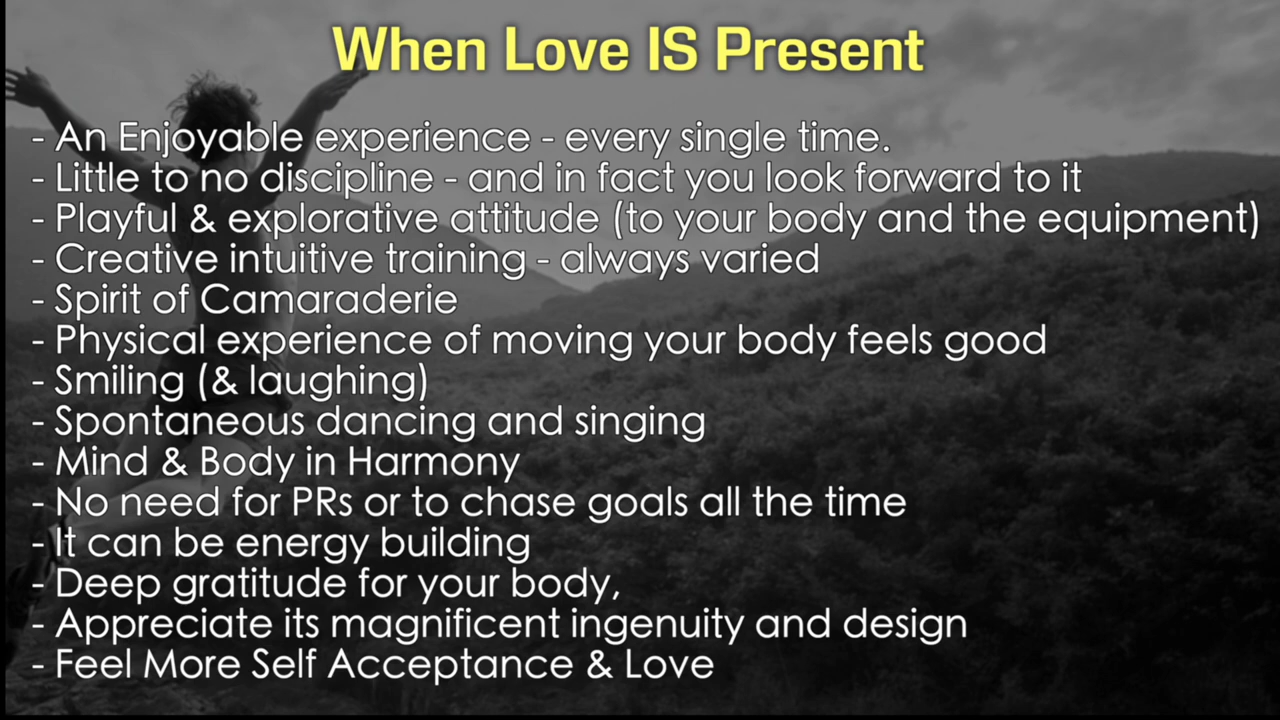 When Love IS Present
- An Enjoyable experience - every single time.
- Little to no discipline - and in fact you look forward to it
- Playful & explorative attitude (to your body and the equipment)
- Creative intuitive training - always varied
- Spirit of Camaraderie
- Physical experience of moving your body feels good
- Smiling (& laughing)
- Spontaneous dancing and singing
- Mind & Body in Harmony
- No need for PRs or to chase goals all the time
- It can be energy building
- Deep gratitude for your body,
- Appreciate its magnificent ingenuity and design
- Feel More Self Acceptance & Love